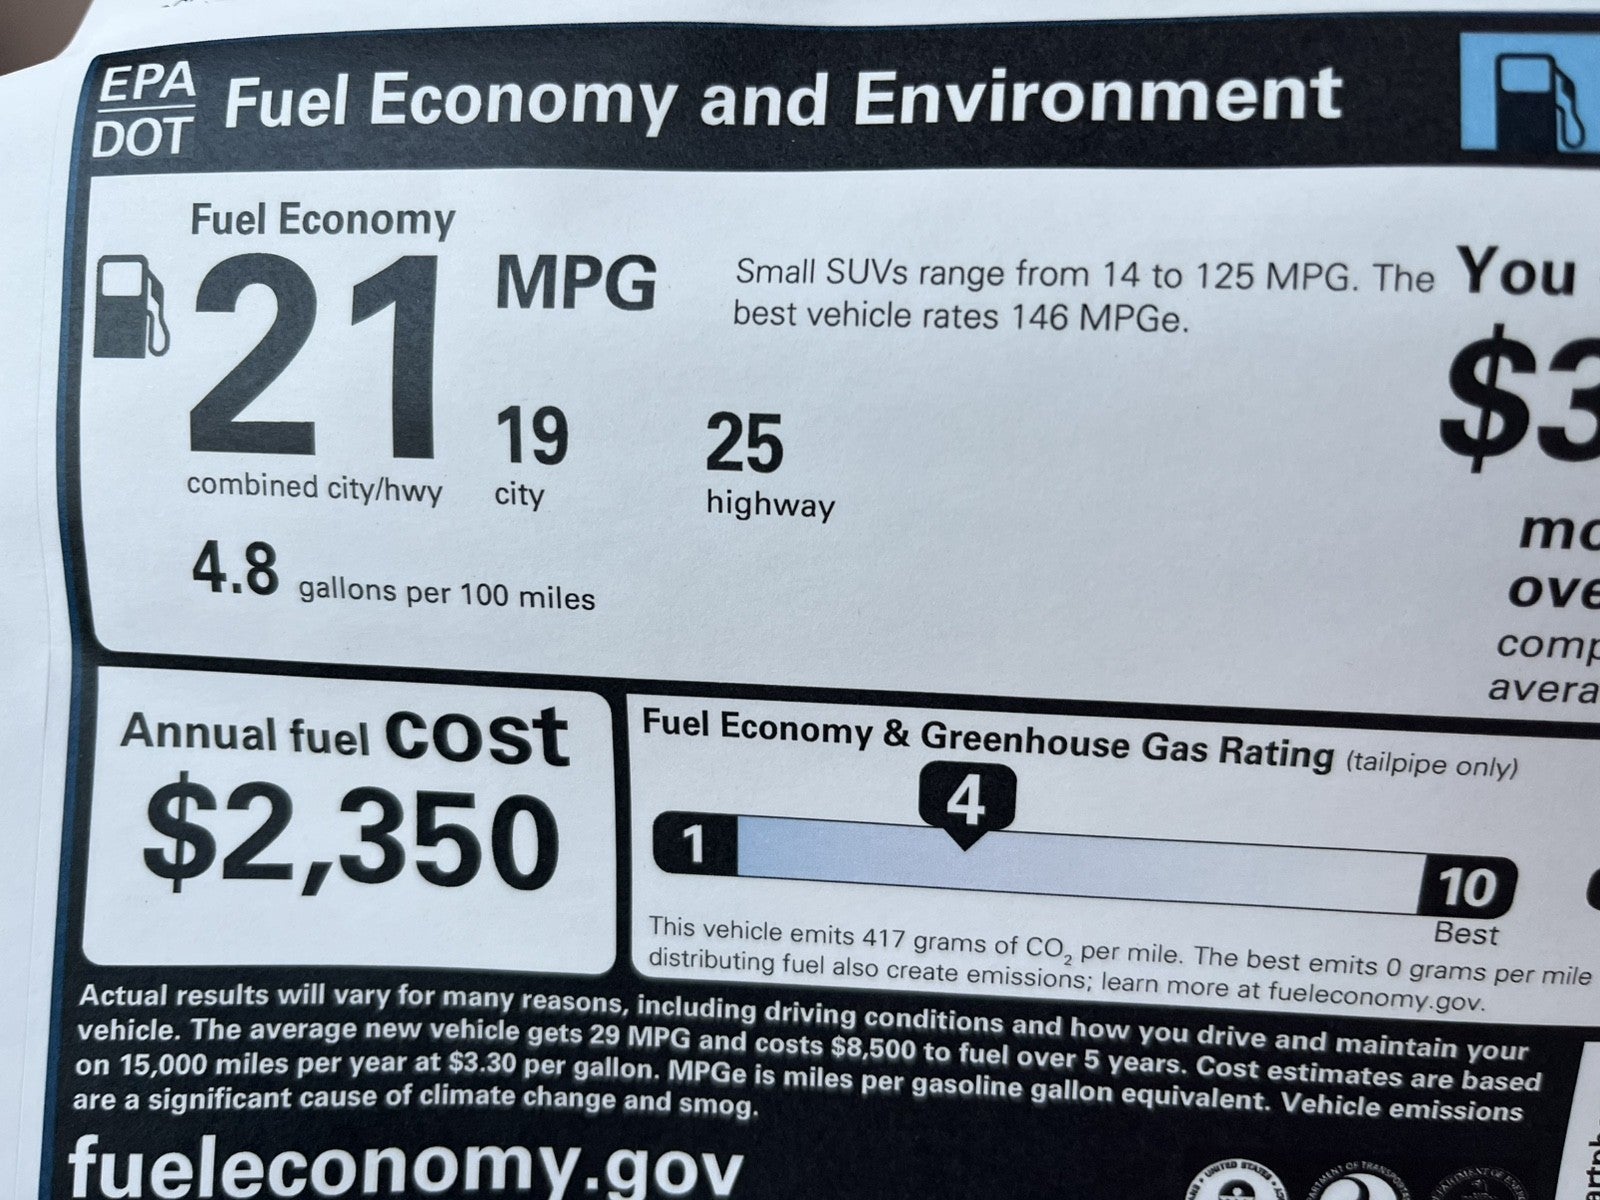 EPA
DOT
Fuel Economy and Environment
Fuel Economy
21 MPG
combined city/hwy
19
city
25
highway
4.8 gallons per 100 miles
Small SUVs range from 14 to 125 MPG. The
best vehicle rates 146 MPGe.
You
$3
Annual fuel cost
$2,350
Fuel Economy & Greenhouse Gas Rating (tailpipe only)
4
1
10
Best
This vehicle emits 417 grams of CO₂ per mile. The best emits 0 grams per mile
distributing fuel also create emissions; learn more at fueleconomy.gov.
Actual results will vary for many reasons, including driving conditions and how you drive and maintain your
vehicle. The average new vehicle gets 29 MPG and costs $8,500 to fuel over 5 years. Cost estimates are based
on 15,000 miles per year at $3.30 per gallon. MPGe is miles per gasoline gallon equivalent. Vehicle emissions
are a significant cause of climate change and smog.
fueleconomy.gov